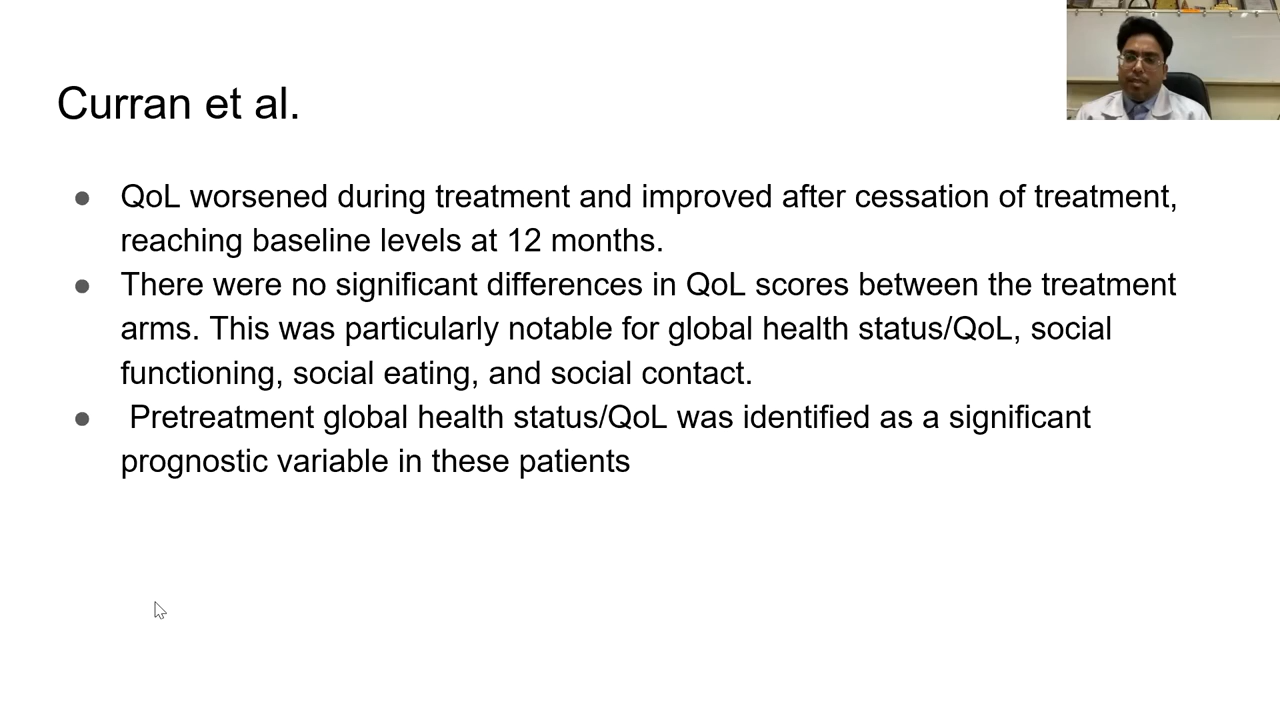 Curran et al.
● QoL worsened during treatment and improved after cessation of treatment,
reaching baseline levels at 12 months.
● There were no significant differences in QoL scores between the treatment
arms. This was particularly notable for global health status/QoL, social
functioning, social eating, and social contact.
● Pretreatment global health status/QoL was identified as a significant
prognostic variable in these patients